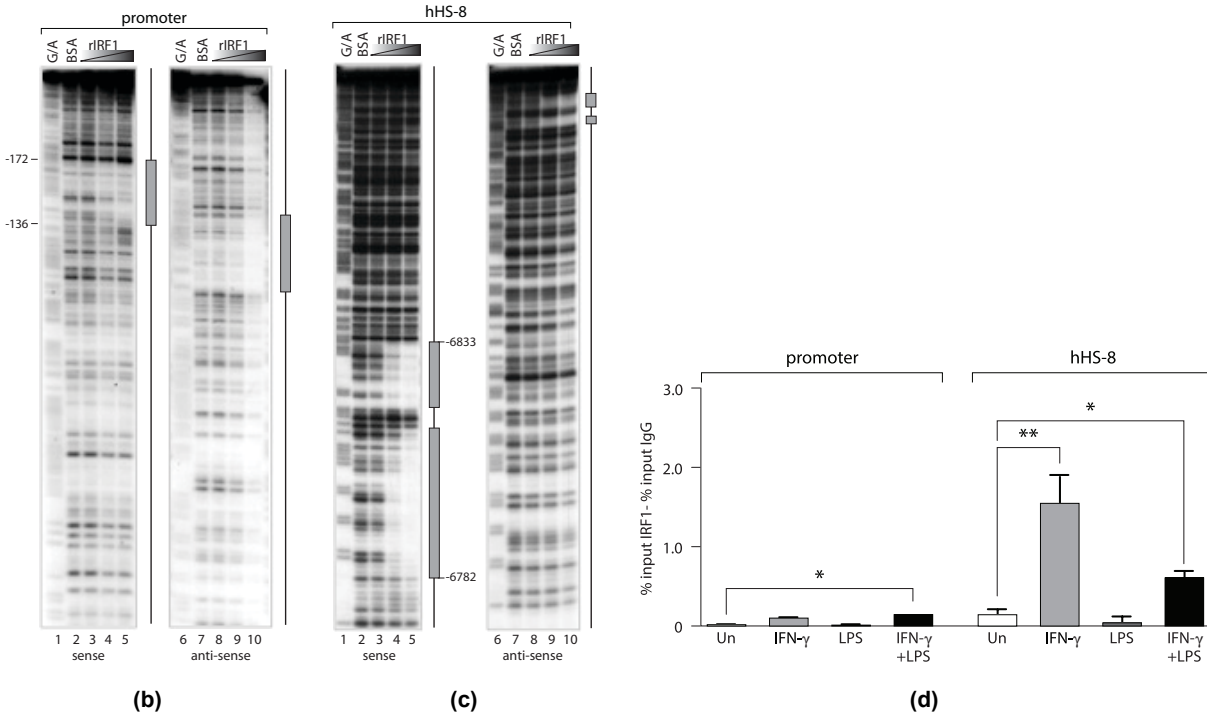 promoter
G/A BSA rIRF1 G/A BSA rIRF1
-172
-136
1 2 3 4 5 6 7 8 9 10
sense anti-sense
(b)
hHS-8
G/A BSA rIRF1 G/A BSA rIRF1
-6833
-6782
1 2 3 4 5 6 7 8 9 10
sense anti-sense
(c)
promoter hHS-8
% input IRF1- % input IgG
3.0
2.0
1.0
0
*
**
*
Un IFN-γ LPS IFN-γ +LPS Un IFN-γ LPS IFN-γ +LPS
(d)